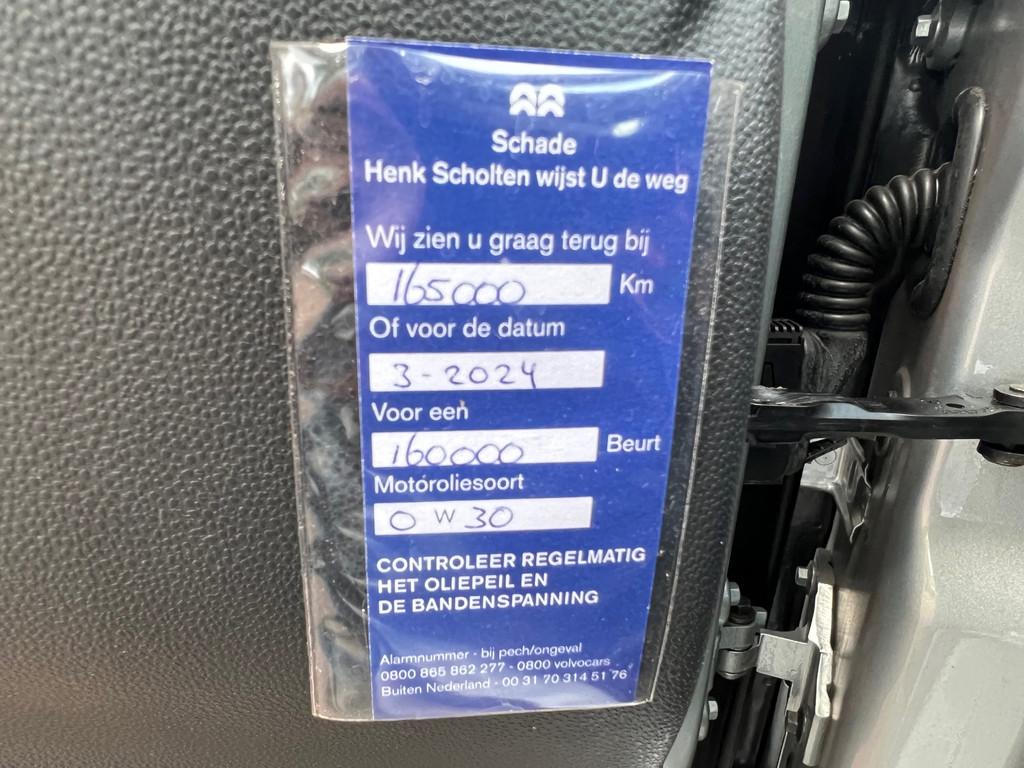 Schade
Henk Scholten wijst U de weg
Wij zien u graag terug bij
165000 Km
Of voor de datum
3-2024
Voor een
160000 Beurt
Motoroliesoort
0 W 30
CONTROLEER REGELMATIG
HET OLIEPEIL EN
DE BANDENSPANNING
Alarmnummer - bij pech/ongeval
0800 865 862 277 - 0800 volvocars
Buiten Nederland - 00 31 70 314 51 76